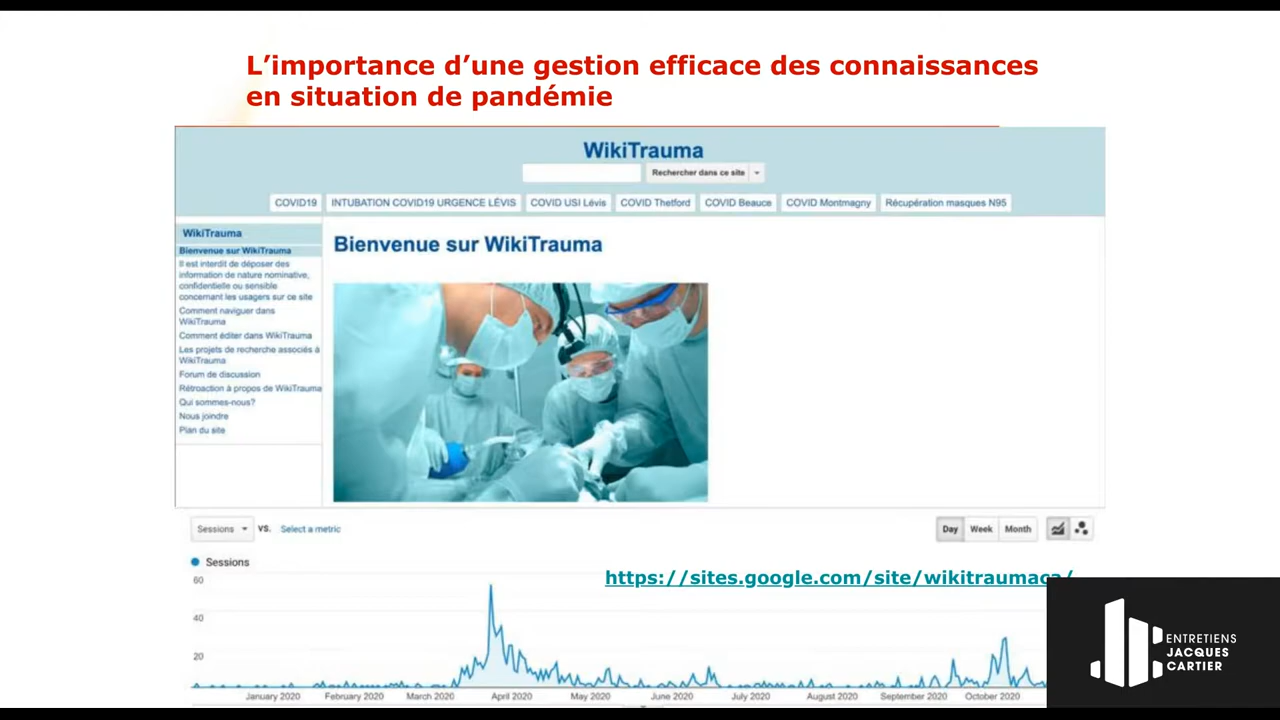 L’importance d’une gestion efficace des connaissances
en situation de pandémie
WikiTrauma
Rechercher dans ce site
COVID19
INTUBATION COVID19 URGENCE LÉVIS
COVID USI Lévis
COVID Thetford
COVID Beauce
COVID Montmagny
Récupération masques N95
WikiTrauma
Bienvenue sur WikiTrauma
Il est interdit de déposer des
information de nature nominative,
confidentielle ou sensible
concernant les usagers sur ce site
Comment naviguer dans
WikiTrauma
Comment éditer dans WikiTrauma
Les projets de recherche associés à
WikiTrauma
Forum de discussion
Rétroaction à propos de WikiTrauma
Qui sommes-nous?
Nous joindre
Plan du site
Bienvenue sur WikiTrauma
Sessions
VS.
Select a metric
Day
Week
Month
Sessions
https://sites.google.com/site/wikitraumaca/
60
40
20
January 2020
February 2020
March 2020
April 2020
May 2020
June 2020
July 2020
August 2020
September 2020
October 2020
ENTRETIENS
JACQUES
CARTIER